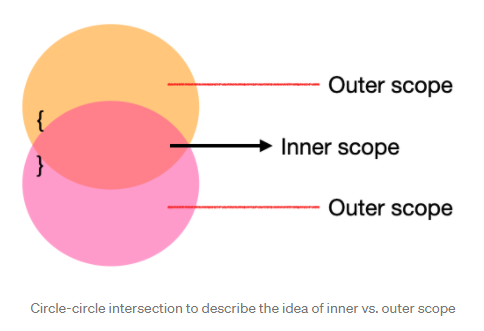 Outer scope
{
Inner scope
}
Outer scope
Circle-circle intersection to describe the idea of inner vs. outer scope